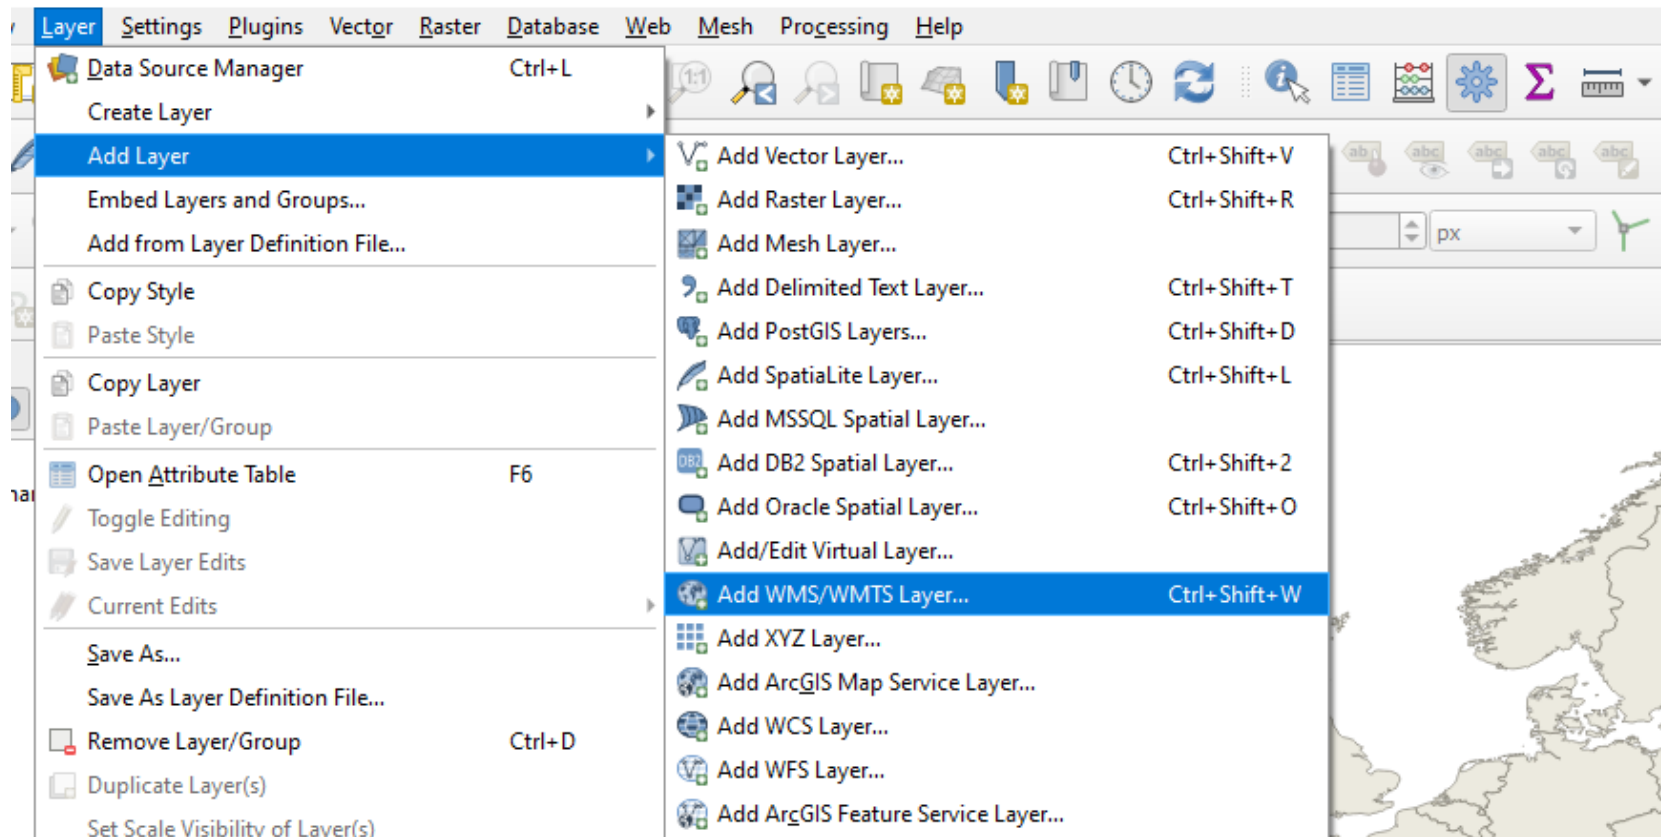 Layer Settings Plugins Vector Raster Database Web Mesh Processing Help
Data Source Manager Ctrl+L
Create Layer
Add Layer
Embed Layers and Groups...
Add from Layer Definition File...
Copy Style
Paste Style
Copy Layer
Paste Layer/Group
Open Attribute Table F6
Toggle Editing
Save Layer Edits
Current Edits
Save As...
Save As Layer Definition File...
Remove Layer/Group Ctrl+D
Duplicate Layer(s)
Set Scale Visibility of Layer(s)
Add Vector Layer... Ctrl+Shift+V
Add Raster Layer... Ctrl+Shift+R
Add Mesh Layer...
Add Delimited Text Layer... Ctrl+Shift+T
Add PostGIS Layers... Ctrl+Shift+D
Add SpatiaLite Layer... Ctrl+Shift+L
Add MSSQL Spatial Layer...
DB2 Add DB2 Spatial Layer... Ctrl+Shift+2
Add Oracle Spatial Layer... Ctrl+Shift+O
Add/Edit Virtual Layer...
Add WMS/WMTS Layer... Ctrl+Shift+W
Add XYZ Layer...
Add ArcGIS Map Service Layer...
Add WCS Layer...
Add WFS Layer...
Add ArcGIS Feature Service Layer...
1:1
abc abc abc abc
px